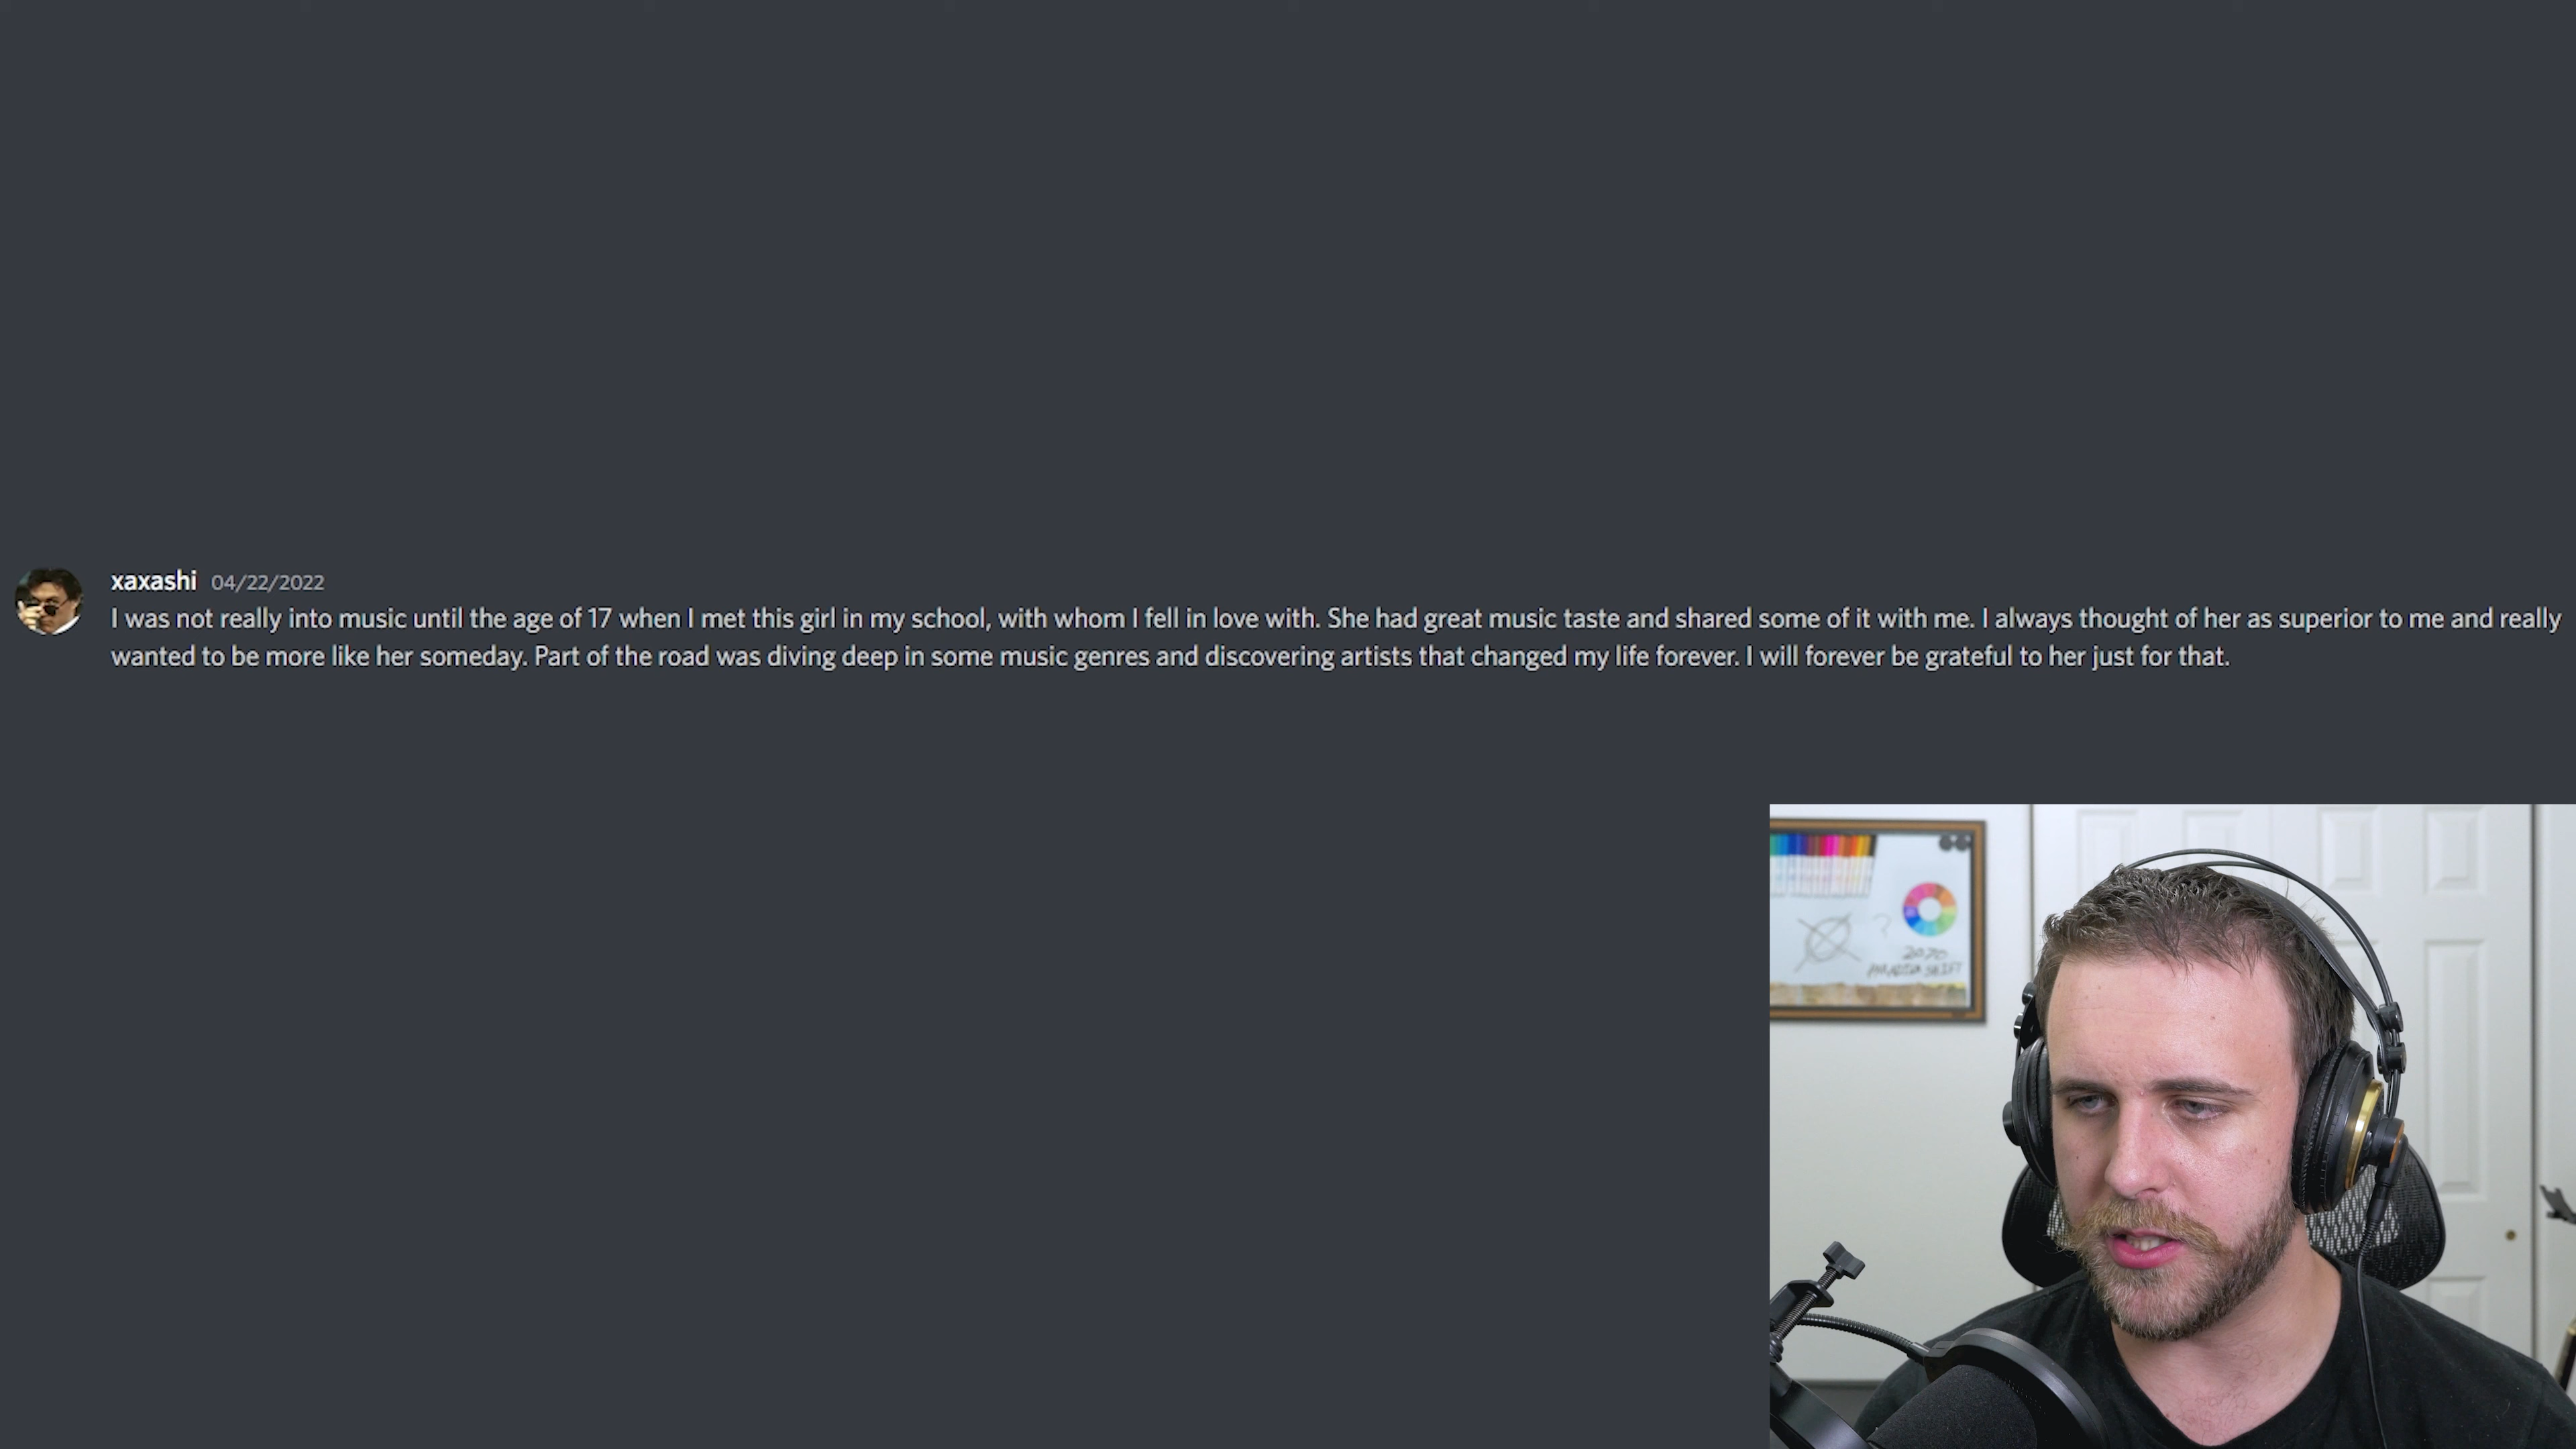 xaxashi 04/22/2022
I was not really into music until the age of 17 when I met this girl in my school, with whom I fell in love with. She had great music taste and shared some of it with me. I always thought of her as superior to me and really
wanted to be more like her someday. Part of the road was diving deep in some music genres and discovering artists that changed my life forever. I will forever be grateful to her just for that.
?
2020
PARADIGM SHIFT